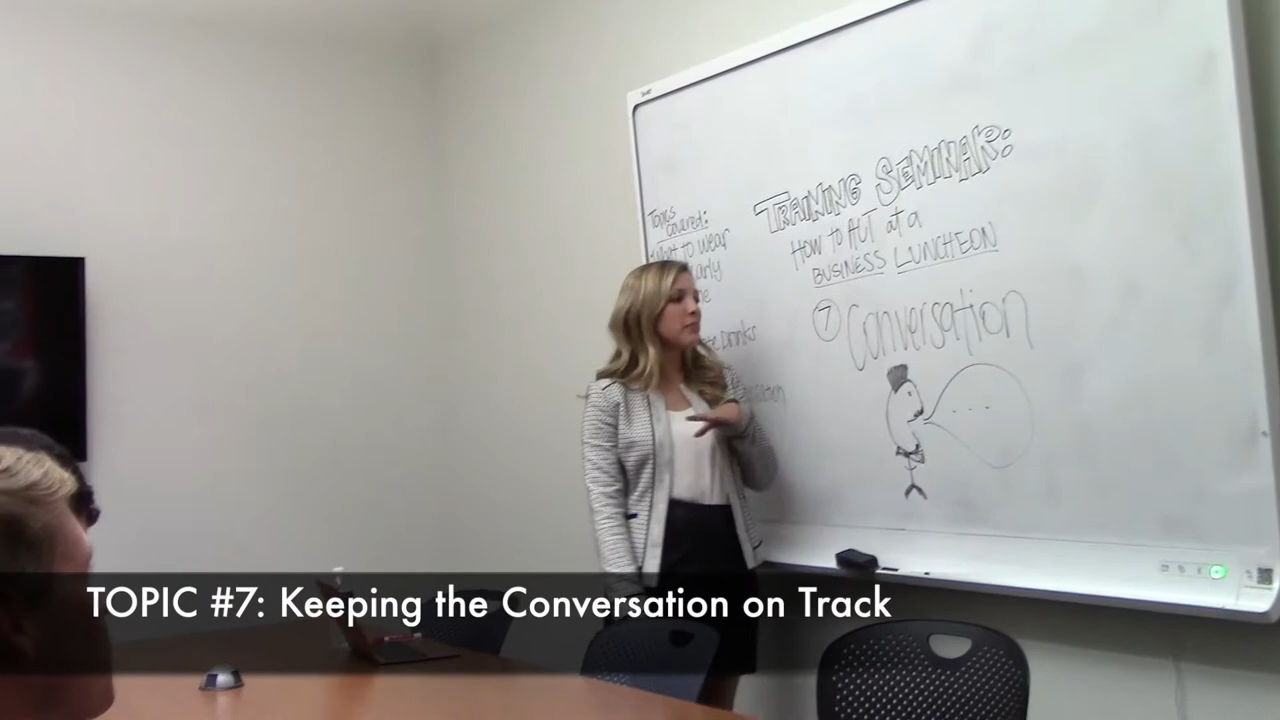 SMART
Topics
covered:
What to wear
TRAINING SEMINAR:
HOW TO ACT at a
BUSINESS LUNCHEON
7 Conversation
Drinks
...
TOPIC #7: Keeping the Conversation on Track